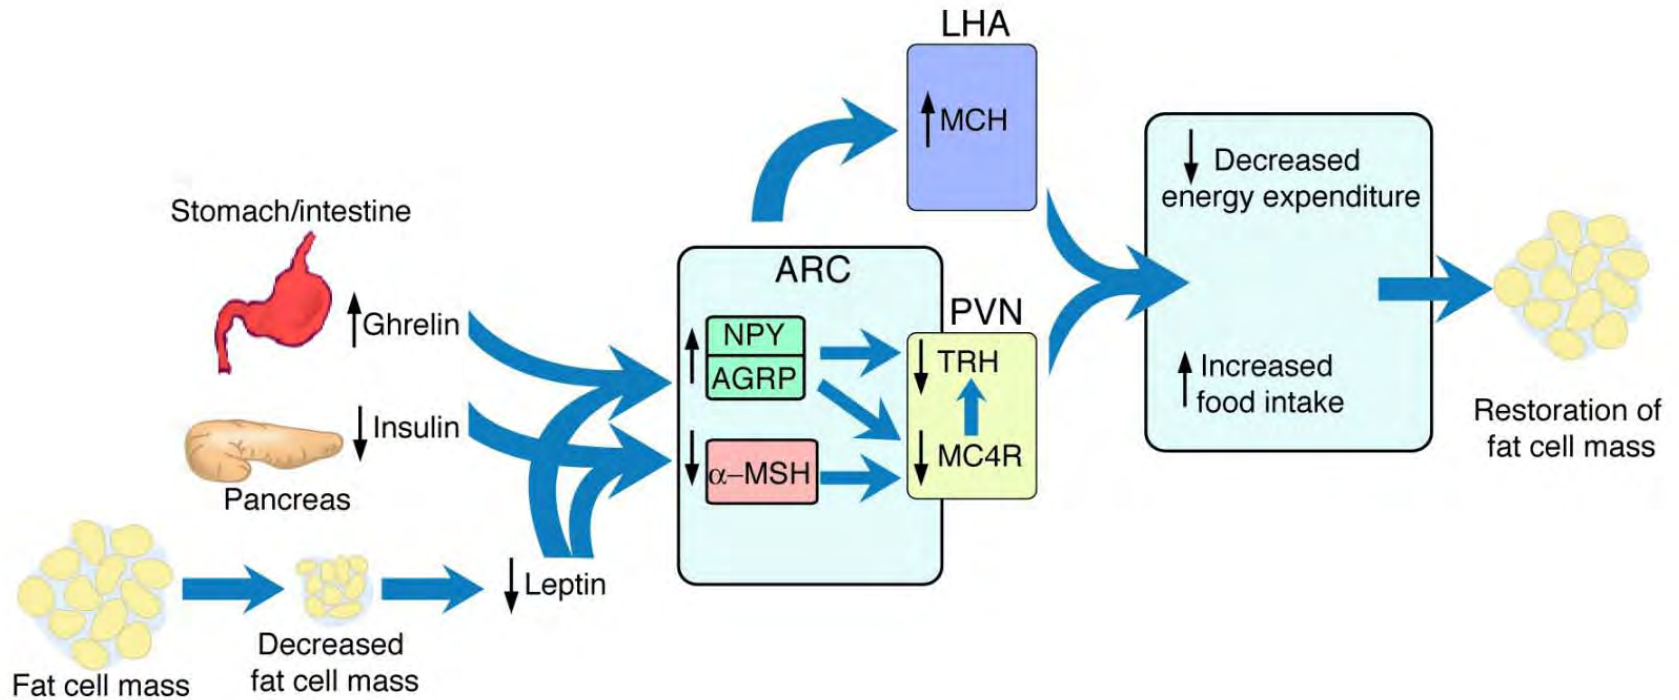 LHA
↑ MCH
↓ Decreased
energy expenditure
Stomach/intestine
↑ Ghrelin
ARC
↑ NPY
AGRP
PVN
↓ TRH
↑ Increased
food intake
Restoration of
fat cell mass
↓ Insulin
Pancreas
↓ α–MSH
↓ MC4R
↓ Leptin
Decreased
fat cell mass
Fat cell mass